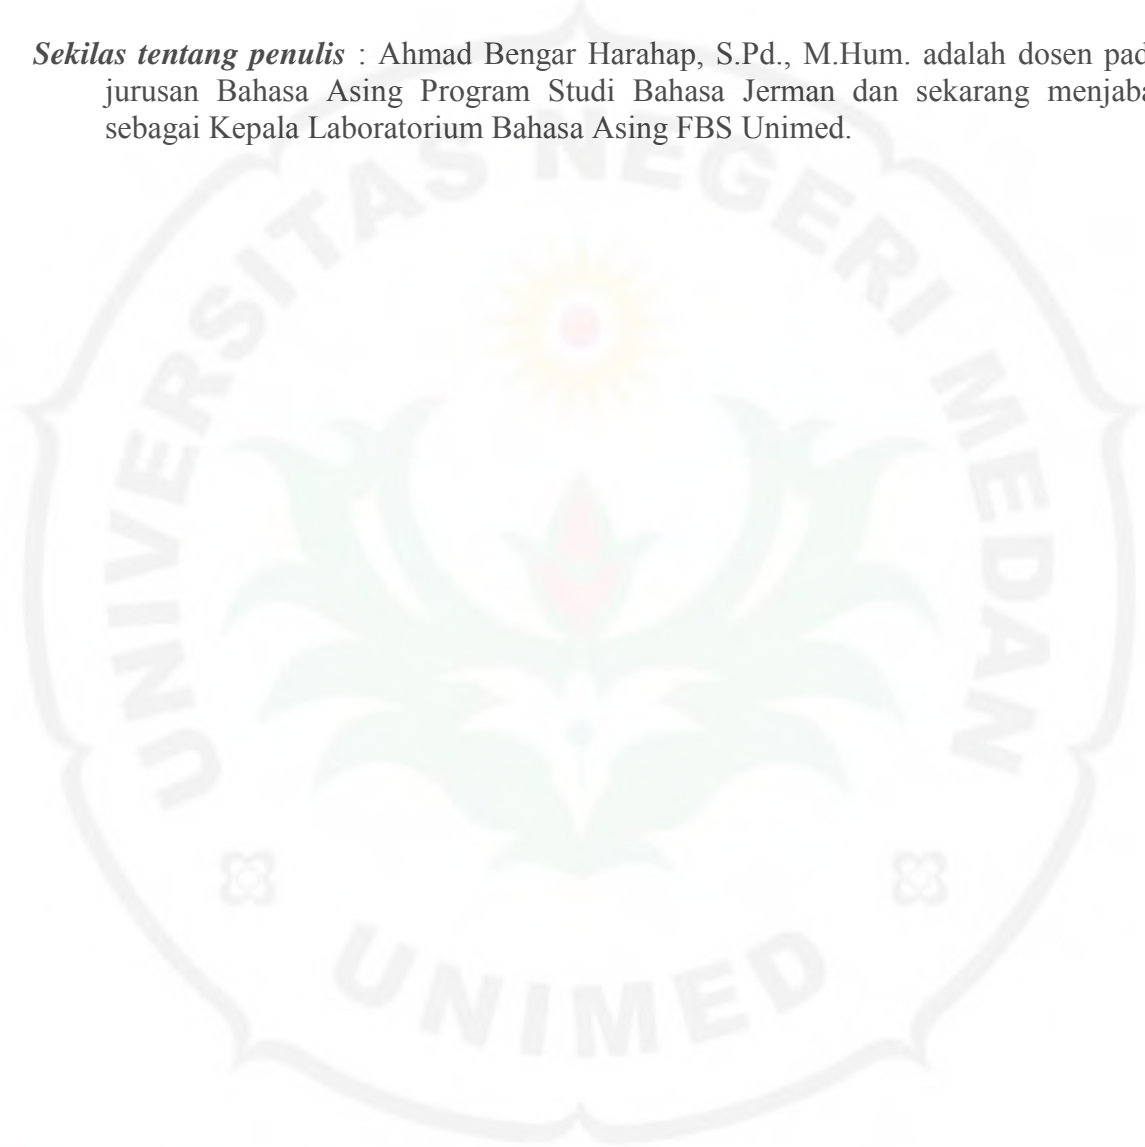 Sekilas tentang penulis : Ahmad Bengar Harahap, S.Pd., M.Hum. adalah dosen pad
jurusan Bahasa Asing Program Studi Bahasa Jerman dan sekarang menjaba
sebagai Kepala Laboratorium Bahasa Asing FBS Unimed.
UNIVERSITAS NEGERI MEDAN
UNIMED